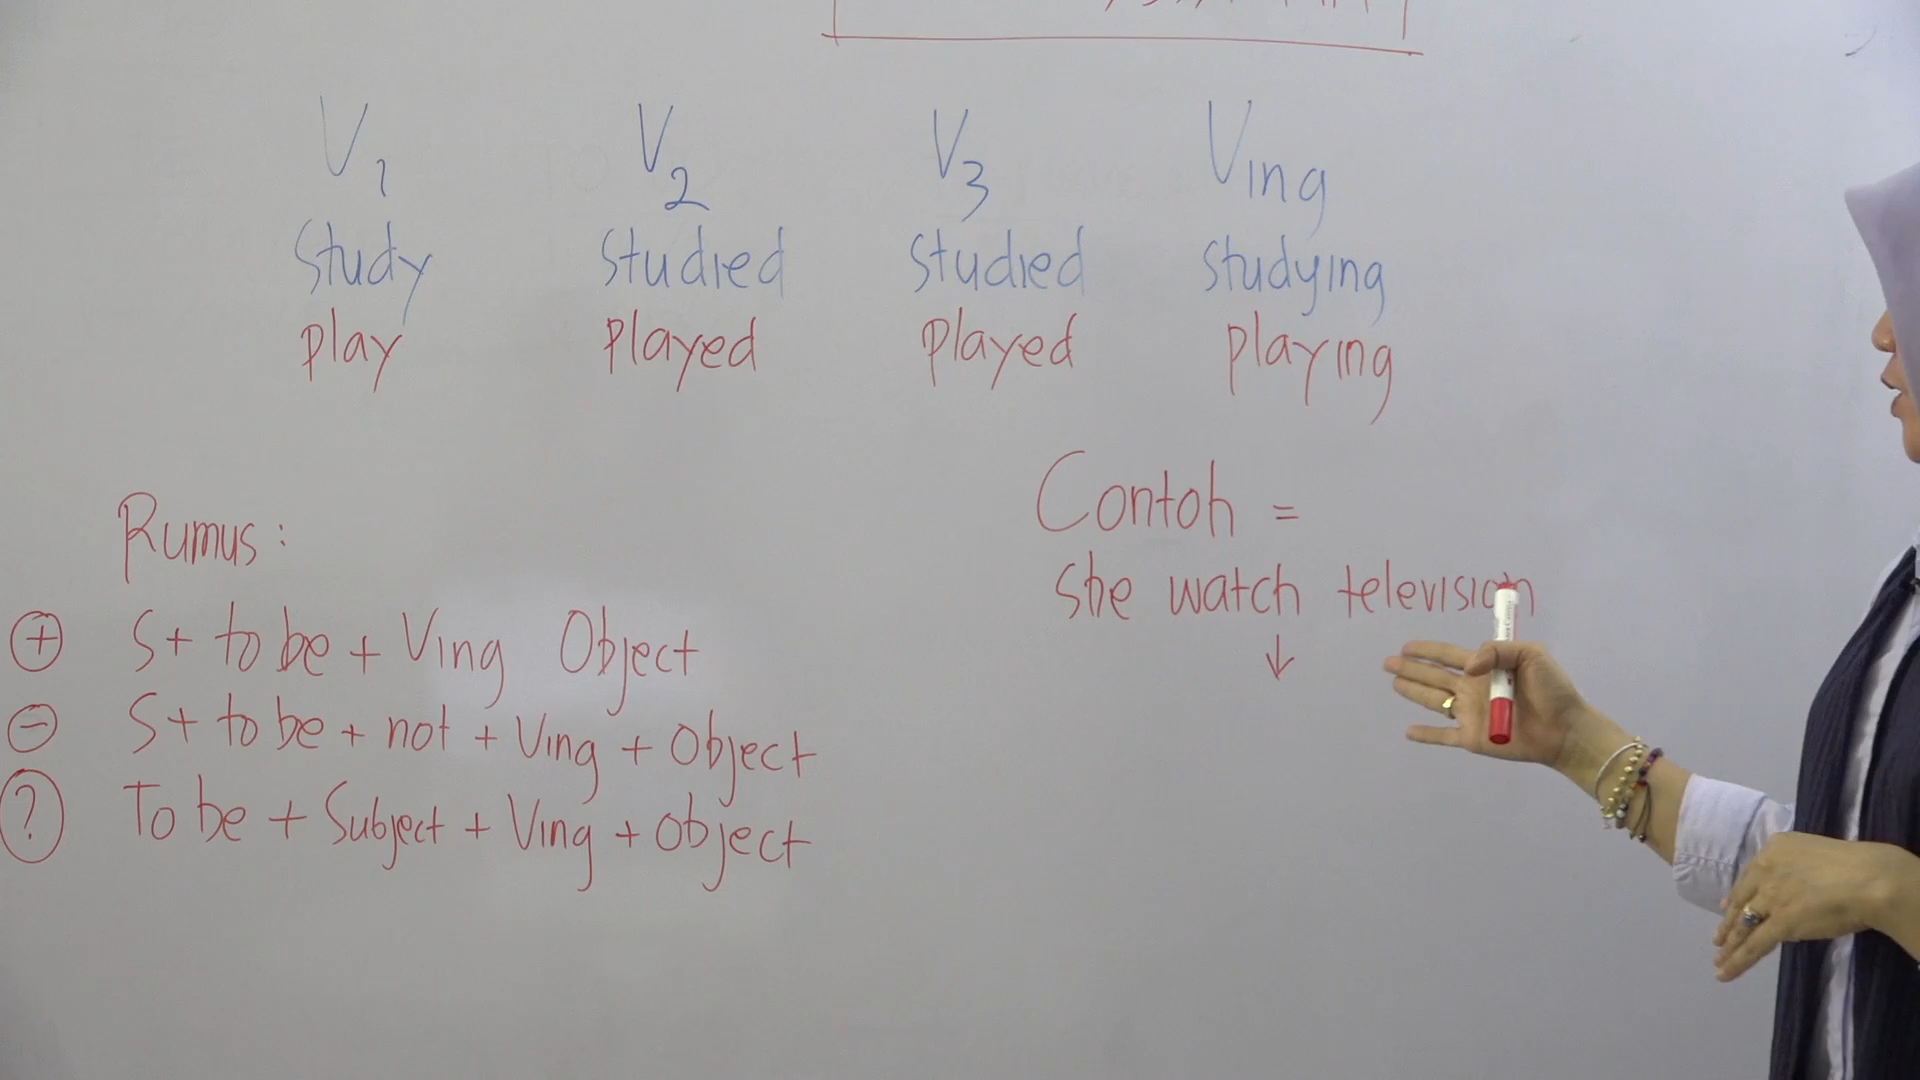 V1 V2 V3 Ving
Study Studied Studied Studying
play played played playing
Rumus:
+ S + to be + Ving Object
- S + to be + not + Ving + Object
? To be + Subject + Ving + Object
Contoh =
She watch television
↓